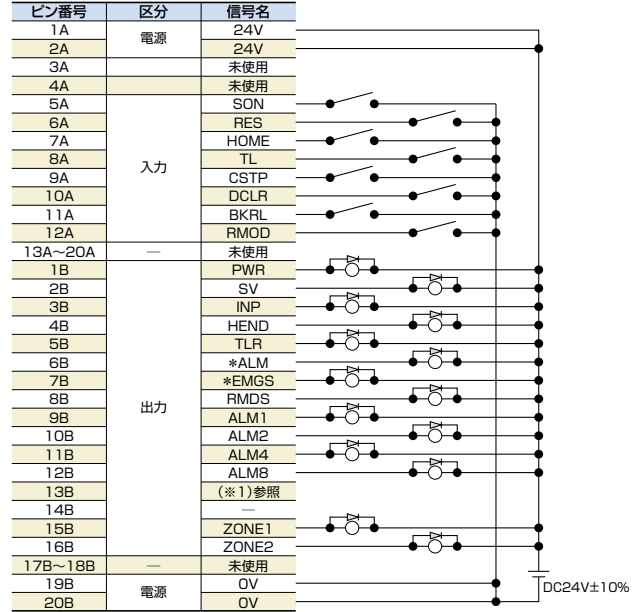 ピン番号 区分 信号名
1A 電源 24V
2A 24V
3A 未使用
4A 未使用
5A 入力 SON
6A RES
7A HOME
8A TL
9A CSTP
10A DCLR
11A BKRL
12A RMOD
13A～20A — 未使用
1B 出力 PWR
2B SV
3B INP
4B HEND
5B TLR
6B *ALM
7B *EMGS
8B RMDS
9B ALM1
10B ALM2
11B ALM4
12B ALM8
13B (※1)参照
14B —
15B ZONE1
16B ZONE2
17B～18B — 未使用
19B 電源 0V
20B 0V
DC24V±10%